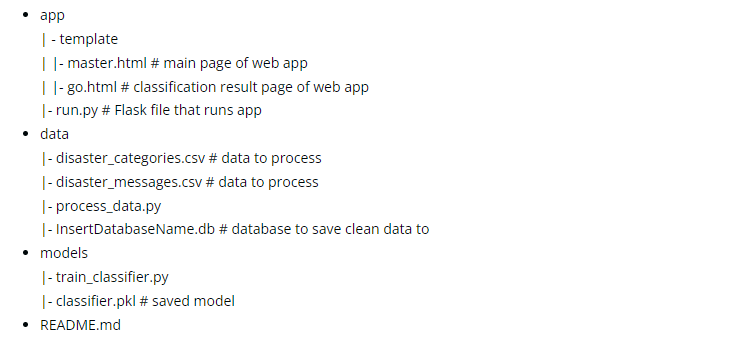 • app
| - template
| |- master.html # main page of web app
| |- go.html # classification result page of web app
|- run.py # Flask file that runs app
• data
|- disaster_categories.csv # data to process
|- disaster_messages.csv # data to process
|- process_data.py
|- InsertDatabaseName.db # database to save clean data to
• models
|- train_classifier.py
|- classifier.pkl # saved model
• README.md